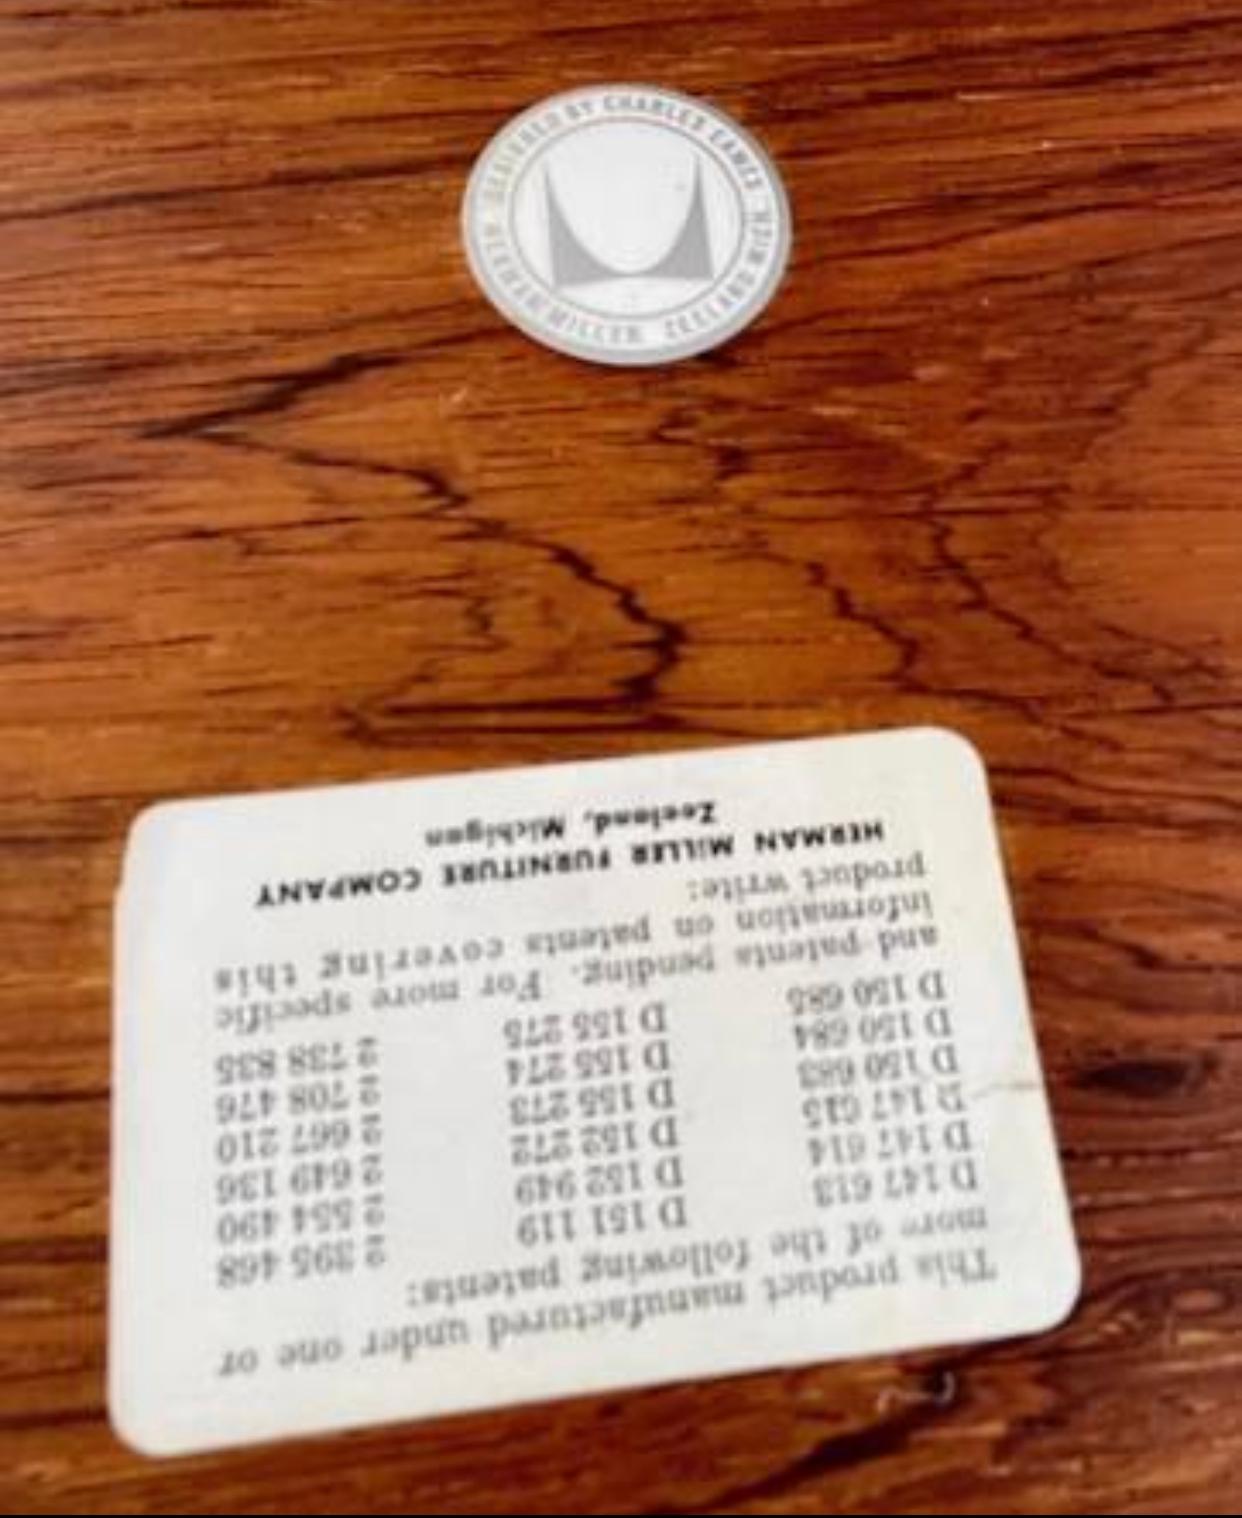 DESIGNED BY CHARLES EAMES
HERMAN MILLER ZEELAND MICH
This product manufactured under one or
more of the following patents:
D 147 613 D 151 119 2 395 468
D 147 614 D 152 949 2 554 490
D 147 615 D 152 272 2 649 136
D 150 683 D 155 273 2 667 210
D 150 684 D 155 274 2 708 476
D 150 685 D 155 275 2 738 835
and patents pending. For more specific
information on patents covering this
product write:
HERMAN MILLER FURNITURE COMPANY
Zeeland, Michigan